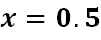 x = 0.5